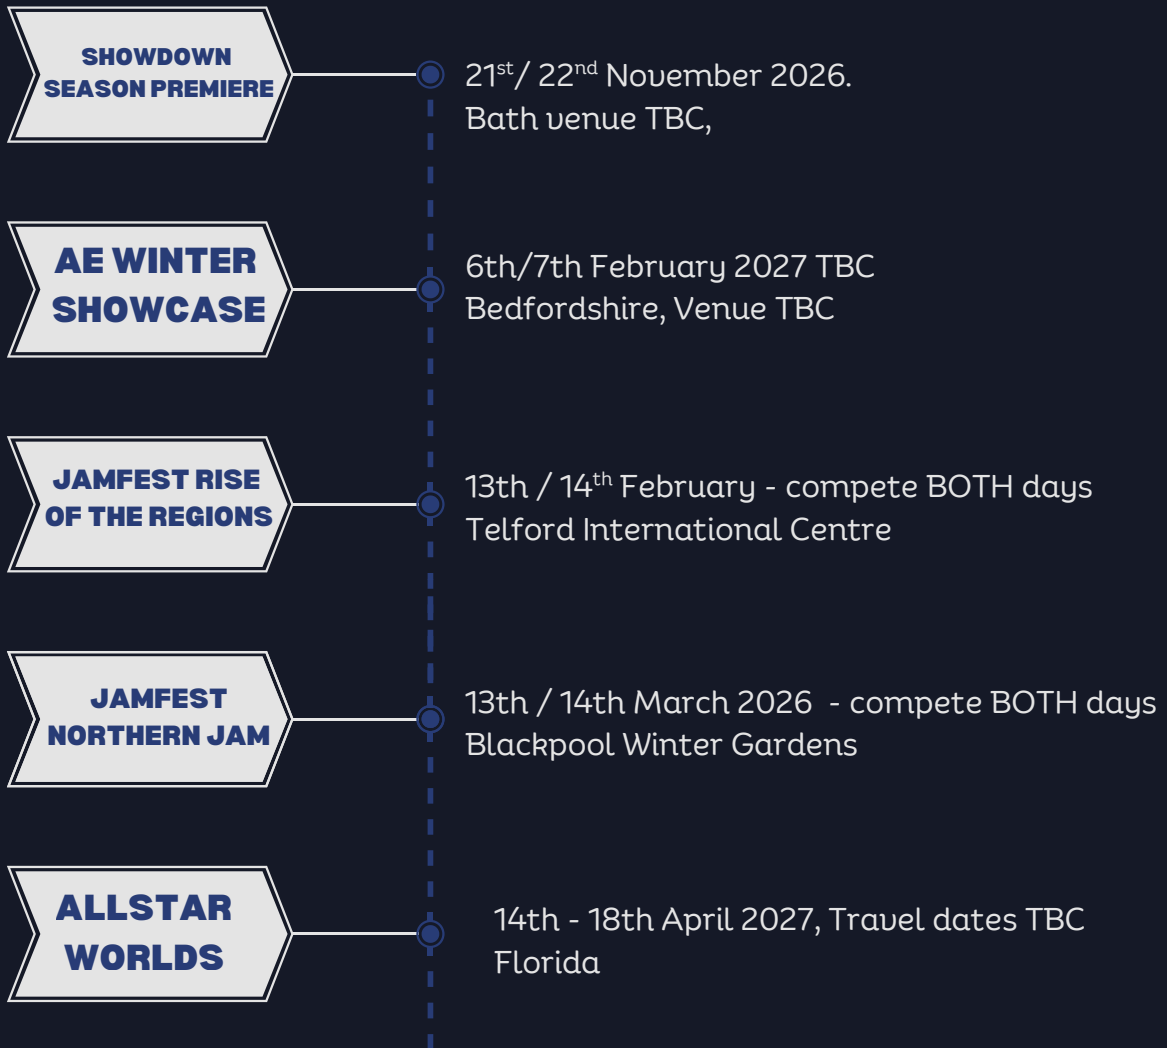 SHOWDOWN
SEASON PREMIERE
21st/ 22nd November 2026.
Bath venue TBC,
AE WINTER
SHOWCASE
6th/7th February 2027 TBC
Bedfordshire, Venue TBC
JAMFEST RISE
OF THE REGIONS
13th / 14th February - compete BOTH days
Telford International Centre
JAMFEST
NORTHERN JAM
13th / 14th March 2026  - compete BOTH days
Blackpool Winter Gardens
ALLSTAR
WORLDS
14th - 18th April 2027, Travel dates TBC
Florida